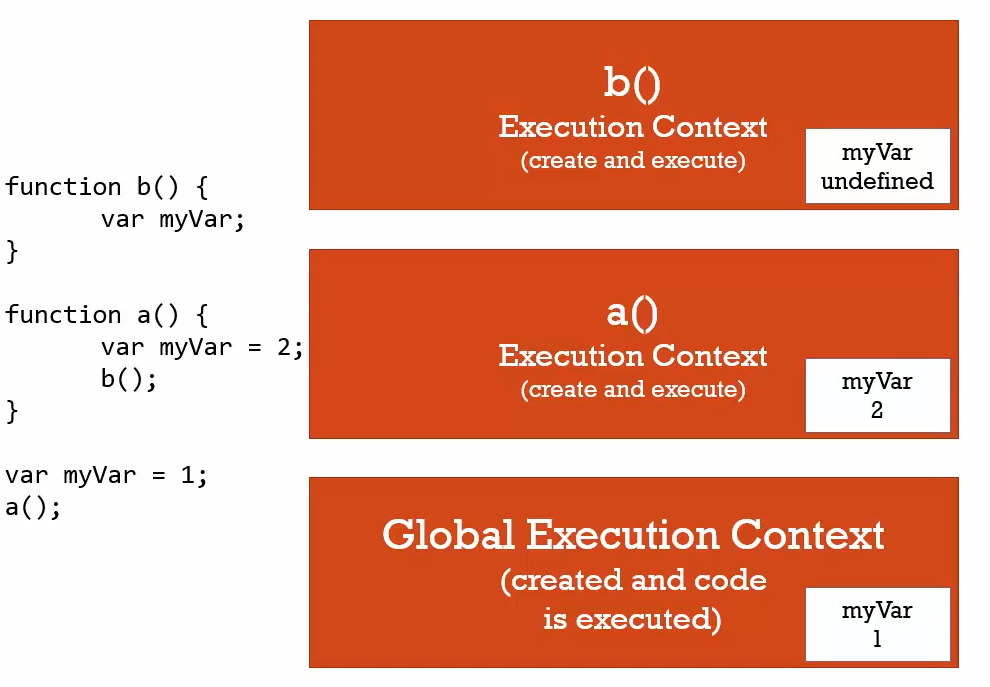 function b() {
var myVar;
}
function a() {
var myVar = 2;
b();
}
var myVar = 1;
a();
b()
Execution Context
(create and execute)
myVar
undefined
a()
Execution Context
(create and execute)
myVar
2
Global Execution Context
(created and code
is executed)
myVar
1